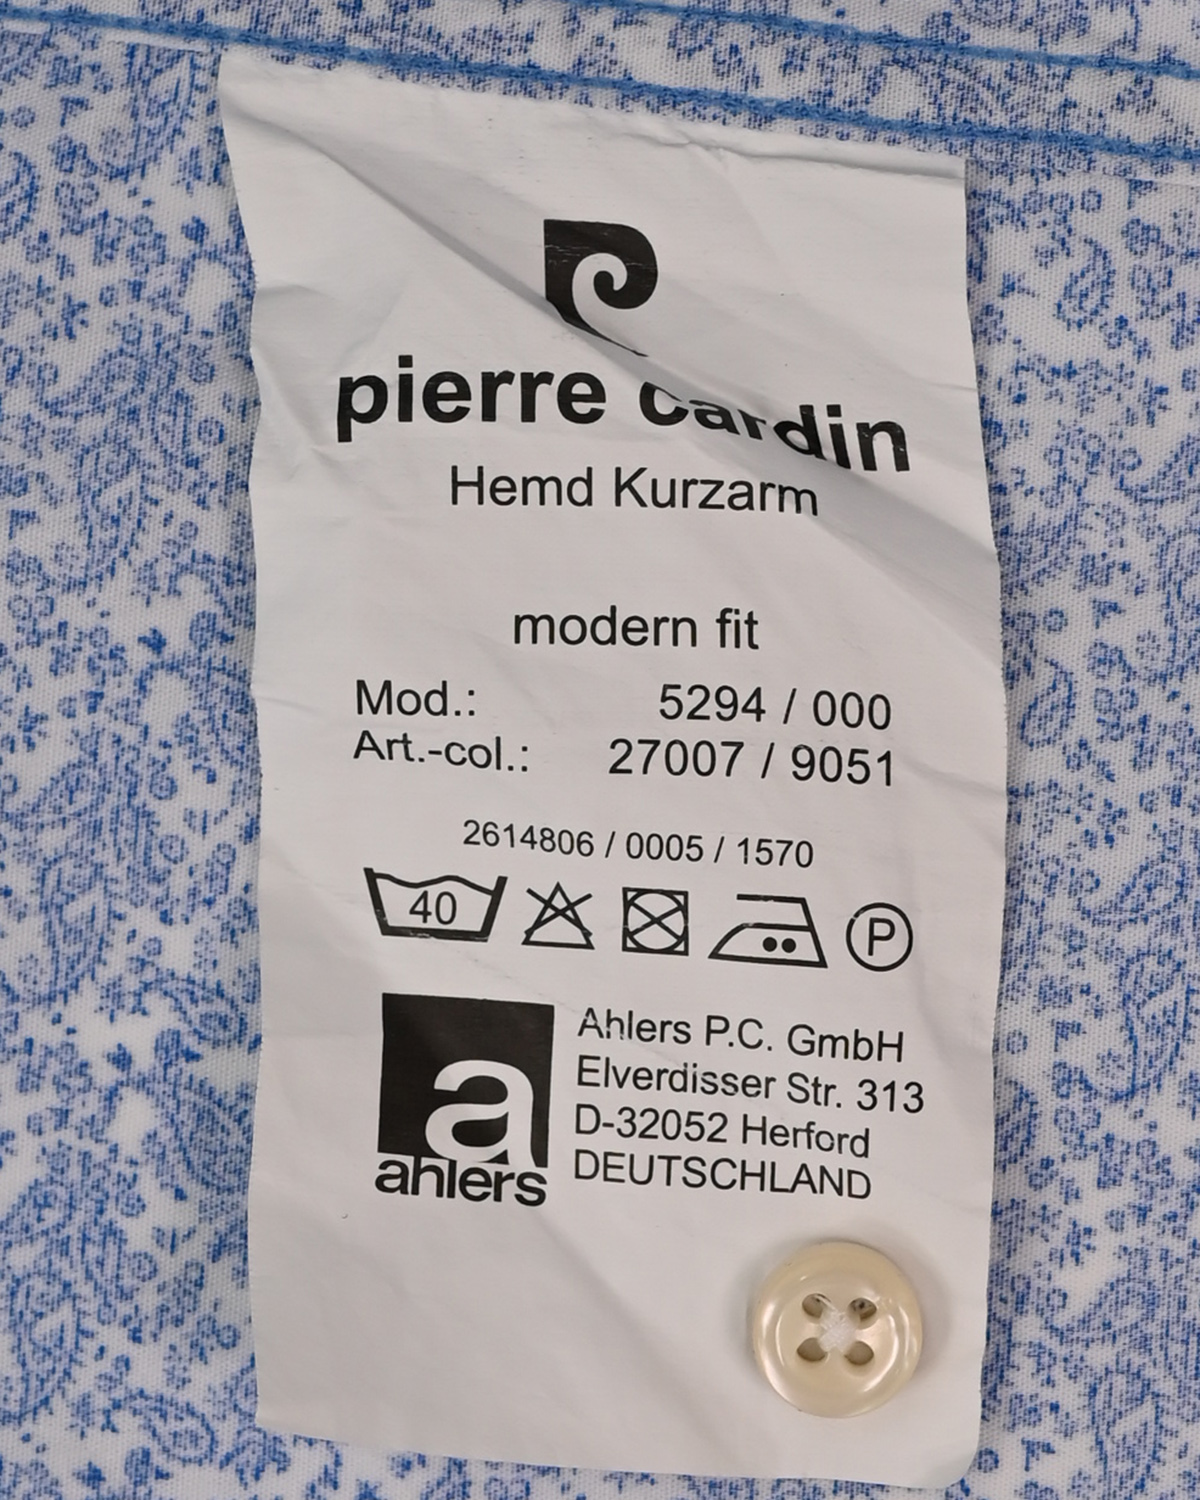 pierre cardin
Hemd Kurzarm
modern fit
Mod.: 5294 / 000
Art.-col.: 27007 / 9051
2614806 / 0005 / 1570
40 P
a
ahlers
Ahlers P.C. GmbH
Elverdisser Str. 313
D-32052 Herford
DEUTSCHLAND